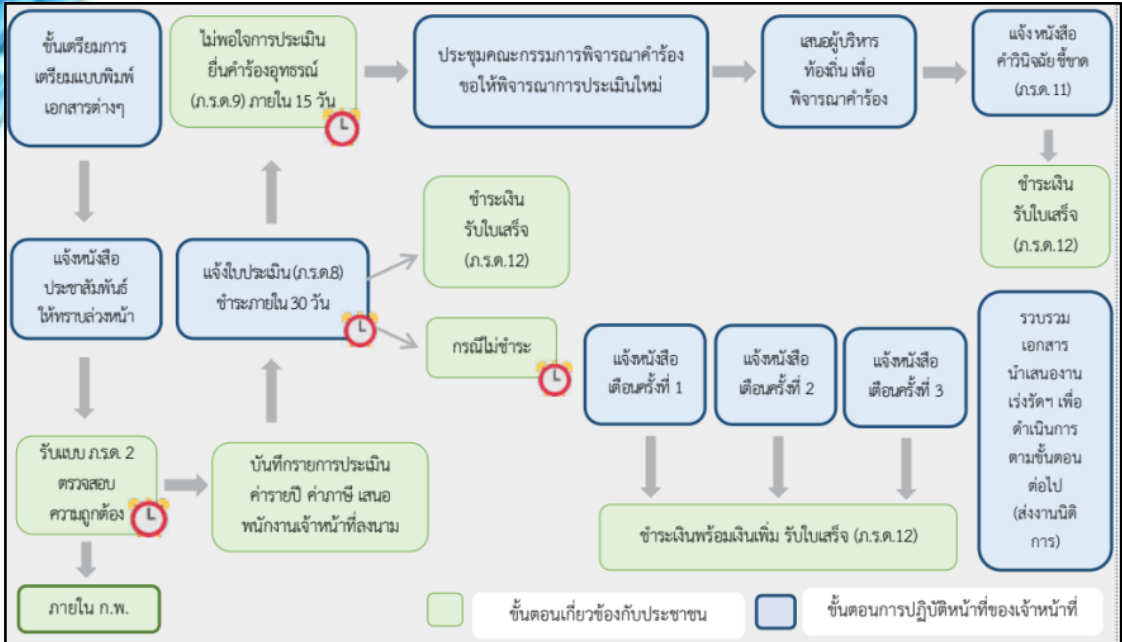 ขั้นเตรียมการ
เตรียมแบบพิมพ์
เอกสารต่างๆ
ไม่พอใจการประเมิน
ยื่นคำร้องอุทธรณ์
(ภ.ร.ด.9) ภายใน 15 วัน
ประชุมคณะกรรมการพิจารณาคำร้อง
ขอให้พิจารณาการประเมินใหม่
เสนอผู้บริหาร
ท้องถิ่น เพื่อ
พิจารณาคำร้อง
แจ้งหนังสือ
คำวินิจฉัยชี้ขาด
(ภ.ร.ด. 11)
ชำระเงิน
รับใบเสร็จ
(ภ.ร.ด.12)
แจ้งหนังสือ
ประชาสัมพันธ์
ให้ทราบล่วงหน้า
แจ้งใบประเมิน (ภ.ร.ด.8)
ชำระภายใน 30 วัน
ชำระเงิน
รับใบเสร็จ
(ภ.ร.ด.12)
กรณีไม่ชำระ
แจ้งหนังสือ
เตือนครั้งที่ 1
แจ้งหนังสือ
เตือนครั้งที่ 2
แจ้งหนังสือ
เตือนครั้งที่ 3
รวบรวม
เอกสาร
นำเสนองาน
เร่งรัดฯ เพื่อ
ดำเนินการ
ตามขั้นตอน
ต่อไป
(ส่งงานนิติ
การ)
รับแบบ ภ.ร.ด. 2
ตรวจสอบ
ความถูกต้อง
บันทึกรายการประเมิน
ค่ารายปี ค่าภาษี เสนอ
พนักงานเจ้าหน้าที่ลงนาม
ชำระเงินพร้อมเงินเพิ่ม รับใบเสร็จ (ภ.ร.ด.12)
ภายใน ก.พ.
ขั้นตอนเกี่ยวข้องกับประชาชน
ขั้นตอนการปฏิบัติหน้าที่ของเจ้าหน้าที่